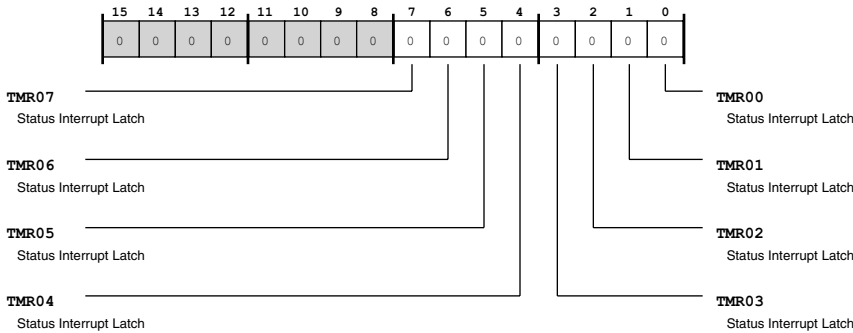 15 14 13 12 11 10 9 8 7 6 5 4 3 2 1 0
0 0 0 0 0 0 0 0 0 0 0 0 0 0 0 0
TMR07
Status Interrupt Latch
TMR06
Status Interrupt Latch
TMR05
Status Interrupt Latch
TMR04
Status Interrupt Latch
TMR00
Status Interrupt Latch
TMR01
Status Interrupt Latch
TMR02
Status Interrupt Latch
TMR03
Status Interrupt Latch